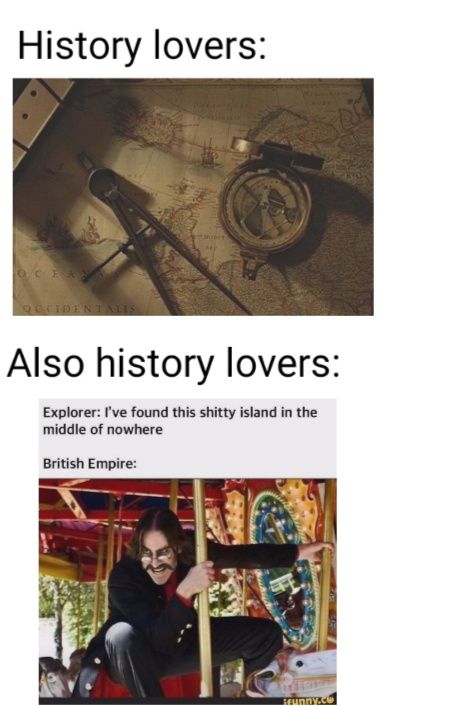 History lovers:
OCEA
OCCIDENTALIS
Also history lovers:
Explorer: I've found this shitty island in the
middle of nowhere
British Empire:
ifunny.co